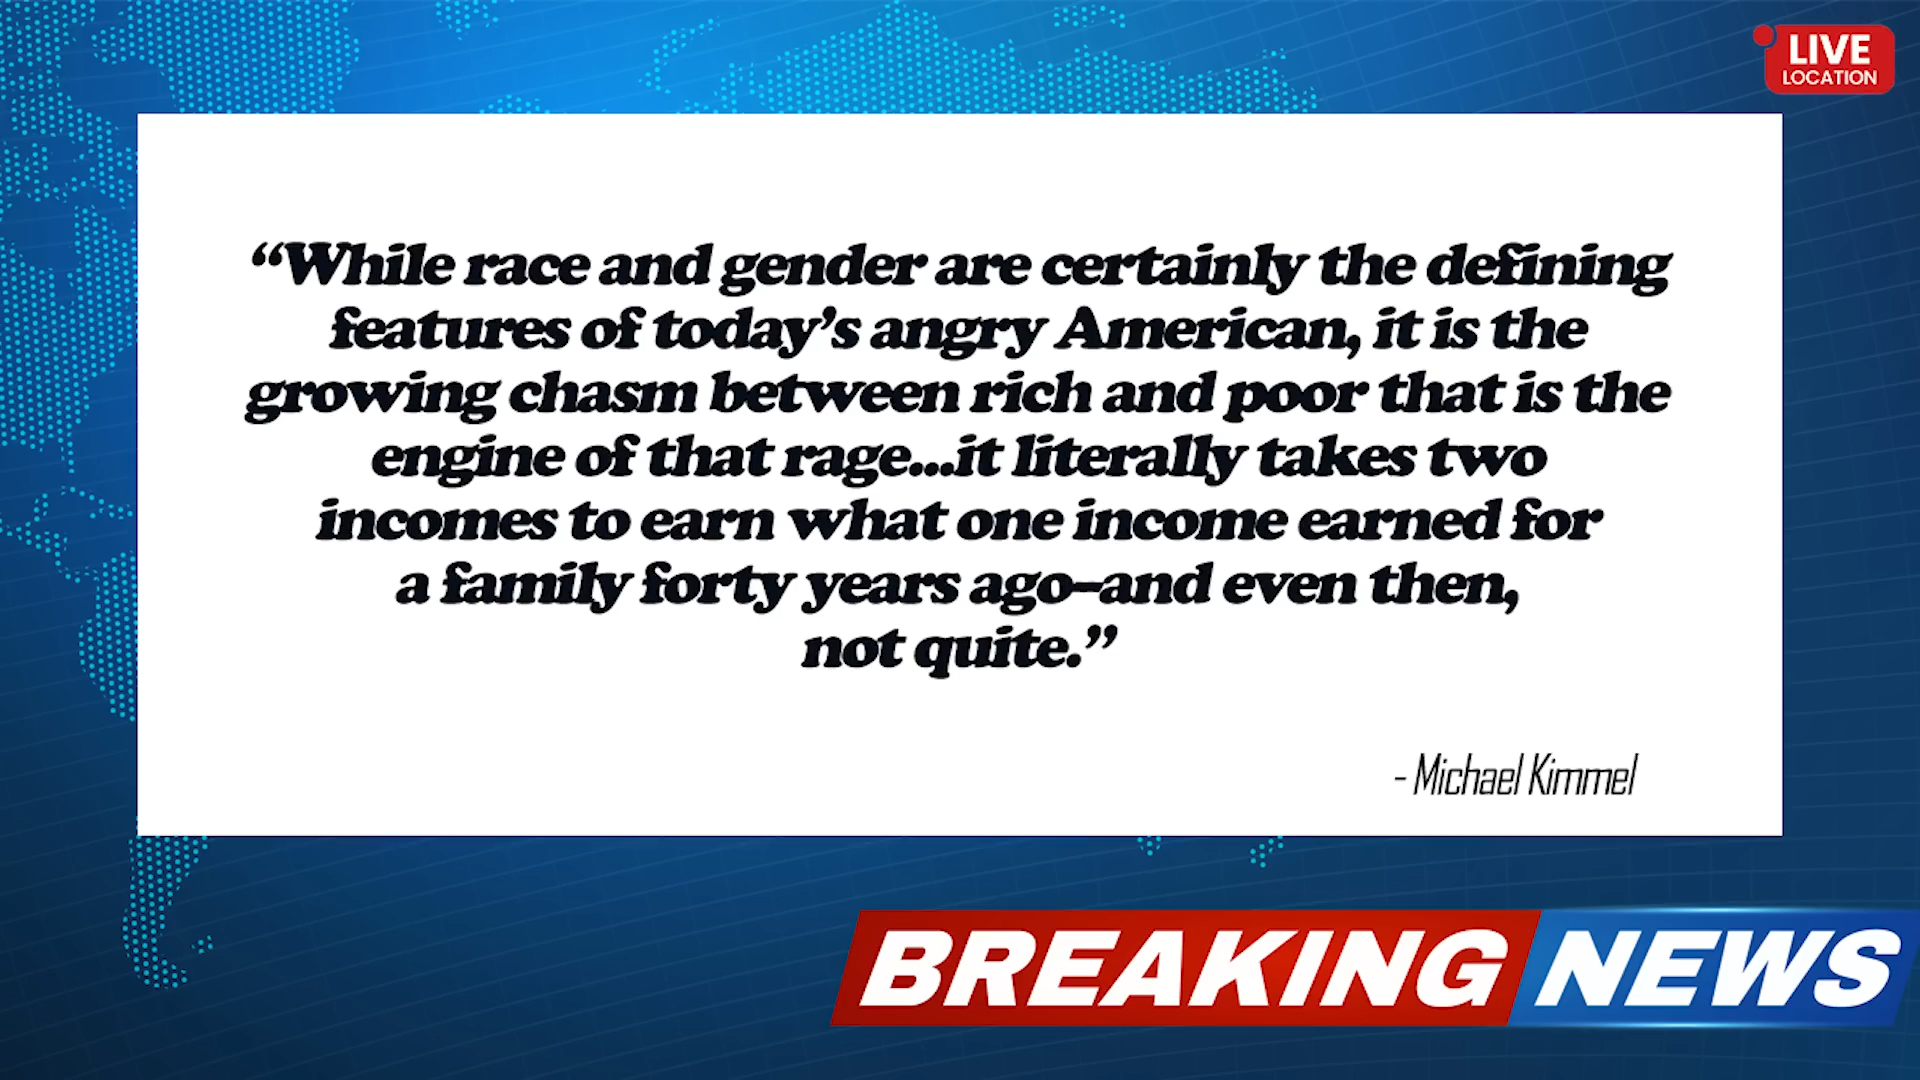 LIVE
LOCATION
“While race and gender are certainly the defining
features of today’s angry American, it is the
growing chasm between rich and poor that is the
engine of that rage...it literally takes two
incomes to earn what one income earned for
a family forty years ago–and even then,
not quite.”
- Michael Kimmel
BREAKING NEWS